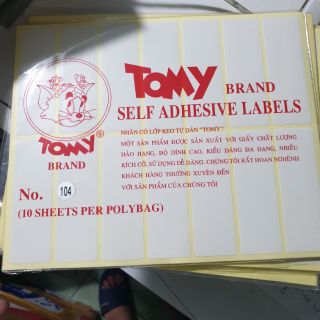 TOMY BRAND
SELF ADHESIVE LABELS
NHÃN CÓ LỚP KEO TỰ DÁN "TOMY".
MỘT SẢN PHẨM ĐƯỢC SẢN XUẤT VỚI GIẤY CHẤT LƯỢNG
HẢO HẠNG, ĐỘ DÍNH CAO, KIỂU DÁNG ĐA DẠNG, NHIỀU
KÍCH CỠ, SỬ DỤNG DỄ DÀNG. CHÚNG TÔI RẤT HOAN NGHÊNH
KHÁCH HÀNG THƯỜNG XUYÊN ĐẾN
VỚI SẢN PHẨM CỦA CHÚNG TÔI
TOMY®
BRAND
No. 104
(10 SHEETS PER POLYBAG)